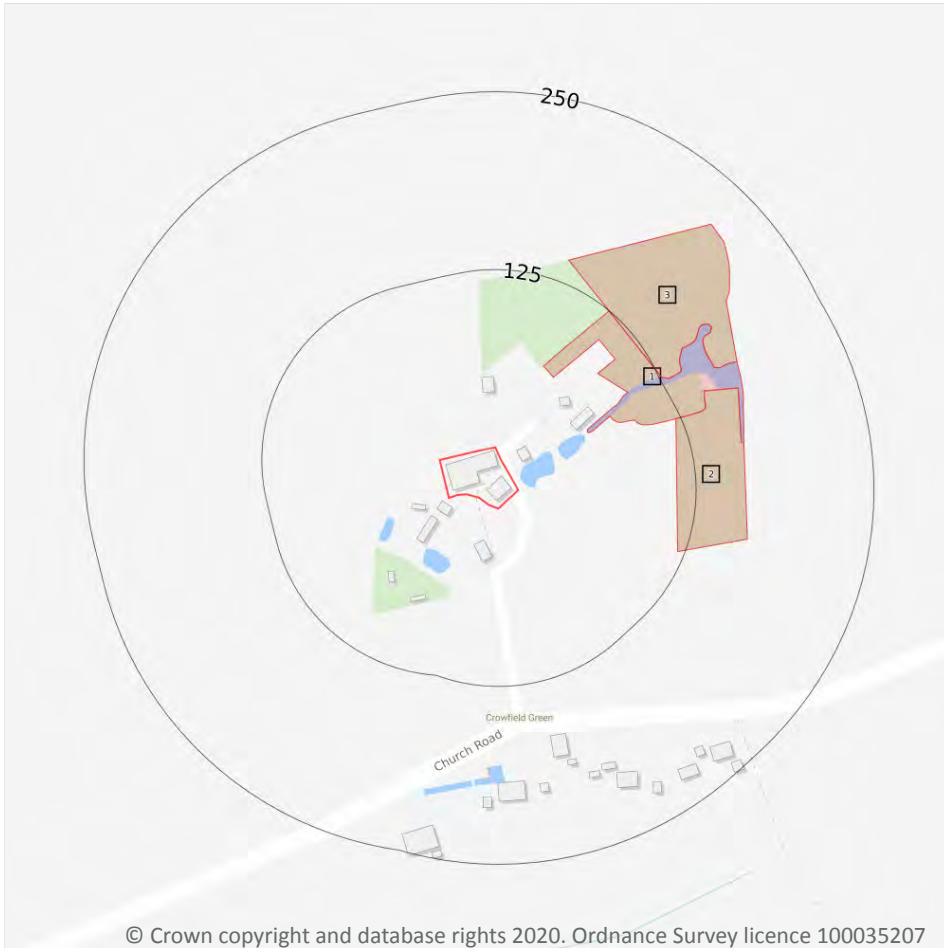 250
125
3
1
2
Crowfield Green
Church Road
© Crown copyright and database rights 2020. Ordnance Survey licence 100035207